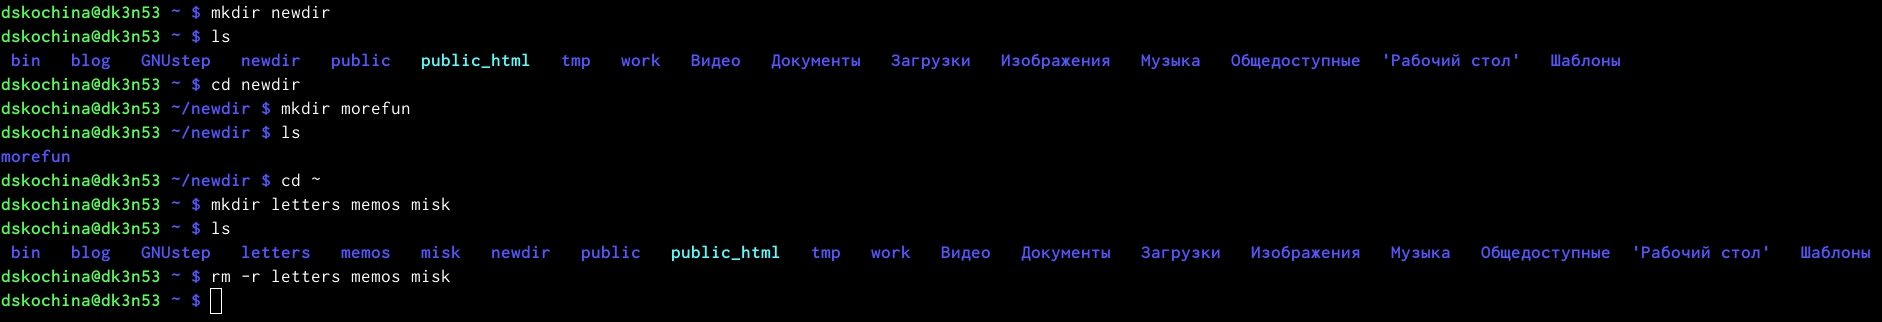 dskochina@dk3n53 ~ $ mkdir newdir
dskochina@dk3n53 ~ $ ls
bin blog GNUstep newdir public public_html tmp work Видео Документы Загрузки Изображения Музыка Общедоступные 'Рабочий стол' Шаблоны
dskochina@dk3n53 ~ $ cd newdir
dskochina@dk3n53 ~/newdir $ mkdir morefun
dskochina@dk3n53 ~/newdir $ ls
morefun
dskochina@dk3n53 ~/newdir $ cd ~
dskochina@dk3n53 ~ $ mkdir letters memos misk
dskochina@dk3n53 ~ $ ls
bin blog GNUstep letters memos misk newdir public public_html tmp work Видео Документы Загрузки Изображения Музыка Общедоступные 'Рабочий стол' Шаблоны
dskochina@dk3n53 ~ $ rm -r letters memos misk
dskochina@dk3n53 ~ $